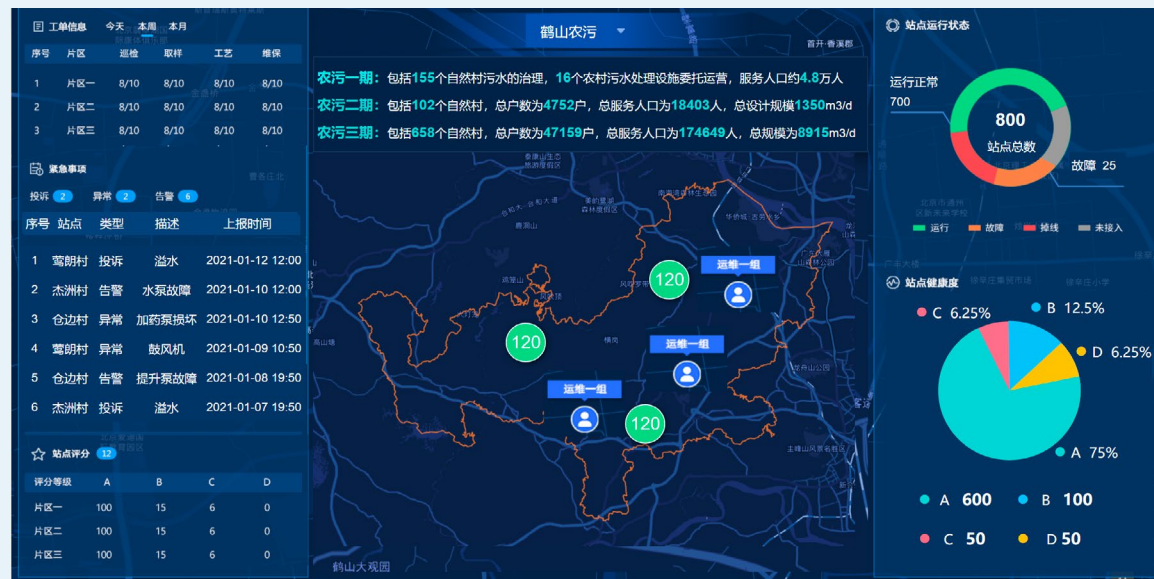 工单信息 今天 本周 本月
序号 片区 巡检 取样 工艺 维保
1 片区一 8/10 8/10 8/10 8/10
2 片区二 8/10 8/10 8/10 8/10
3 片区三 8/10 8/10 8/10 8/10
紧急事项
投诉 2 异常 2 告警 6
序号 站点 类型 描述 上报时间
1 莺朗村 投诉 溢水 2021-01-12 12:00
2 杰洲村 告警 水泵故障 2021-01-10 12:00
3 仓边村 异常 加药泵损坏 2021-01-10 12:50
4 莺朗村 异常 鼓风机 2021-01-09 10:50
5 仓边村 告警 提升泵故障 2021-01-08 19:50
6 杰洲村 投诉 溢水 2021-01-07 19:50
站点评分 12
评分等级 A B C D
片区一 100 15 6 0
片区二 100 15 6 0
片区三 100 15 6 0
鹤山农污
首开·香溪郡
农污一期：包括155个自然村污水的治理，16个农村污水处理设施委托运营，服务人口约4.8万人
农污二期：包括102个自然村，总户数为4752户，总服务人口为18403人，总设计规模1350m3/d
农污三期：包括658个自然村，总户数为47159户，总服务人口为174649人，总规模为8915m3/d
运维一组
120
120
运维一组
运维一组
120
鹤山大观园
站点运行状态
运行正常
700
800
站点总数
故障 25
运行 故障 掉线 未接入
站点健康度
C 6.25%
B 12.5%
D 6.25%
A 75%
A 600 B 100
C 50 D 50